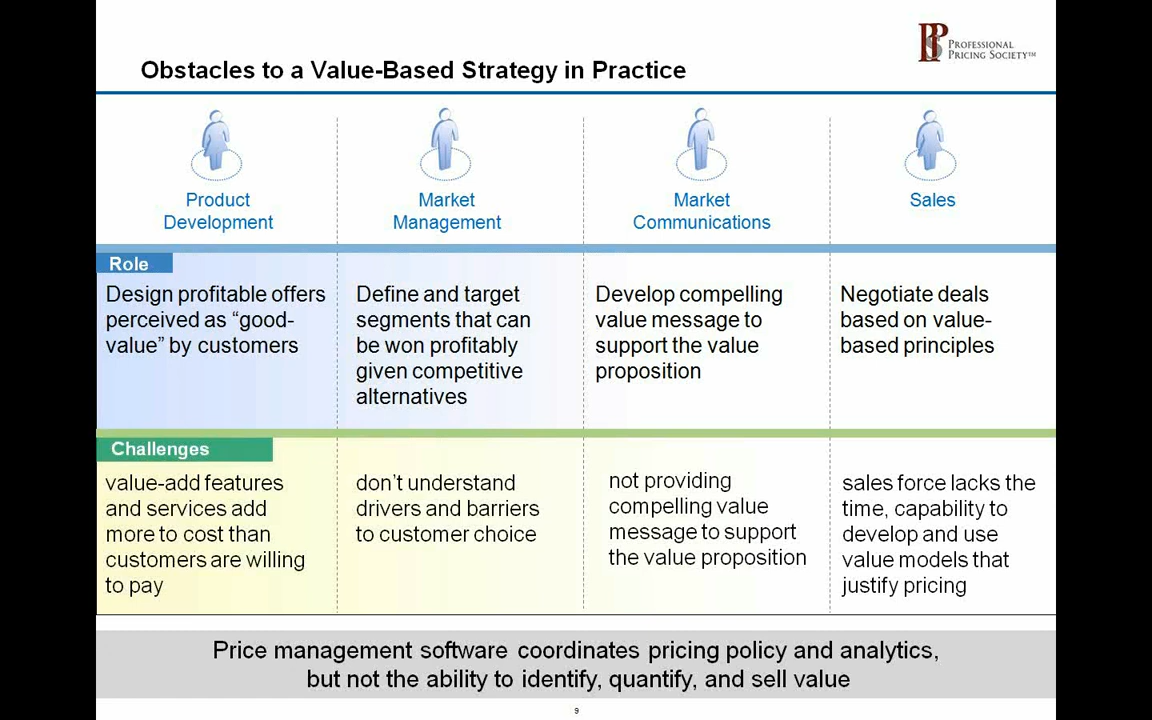 Obstacles to a Value-Based Strategy in Practice
PPS
PROFESSIONAL
PRICING SOCIETY™
Product
Development
Market
Management
Market
Communications
Sales
Role
Design profitable offers
perceived as “good-
value” by customers
Define and target
segments that can
be won profitably
given competitive
alternatives
Develop compelling
value message to
support the value
proposition
Negotiate deals
based on value-
based principles
Challenges
value-add features
and services add
more to cost than
customers are willing
to pay
don’t understand
drivers and barriers
to customer choice
not providing
compelling value
message to support
the value proposition
sales force lacks the
time, capability to
develop and use
value models that
justify pricing
Price management software coordinates pricing policy and analytics,
but not the ability to identify, quantify, and sell value
9